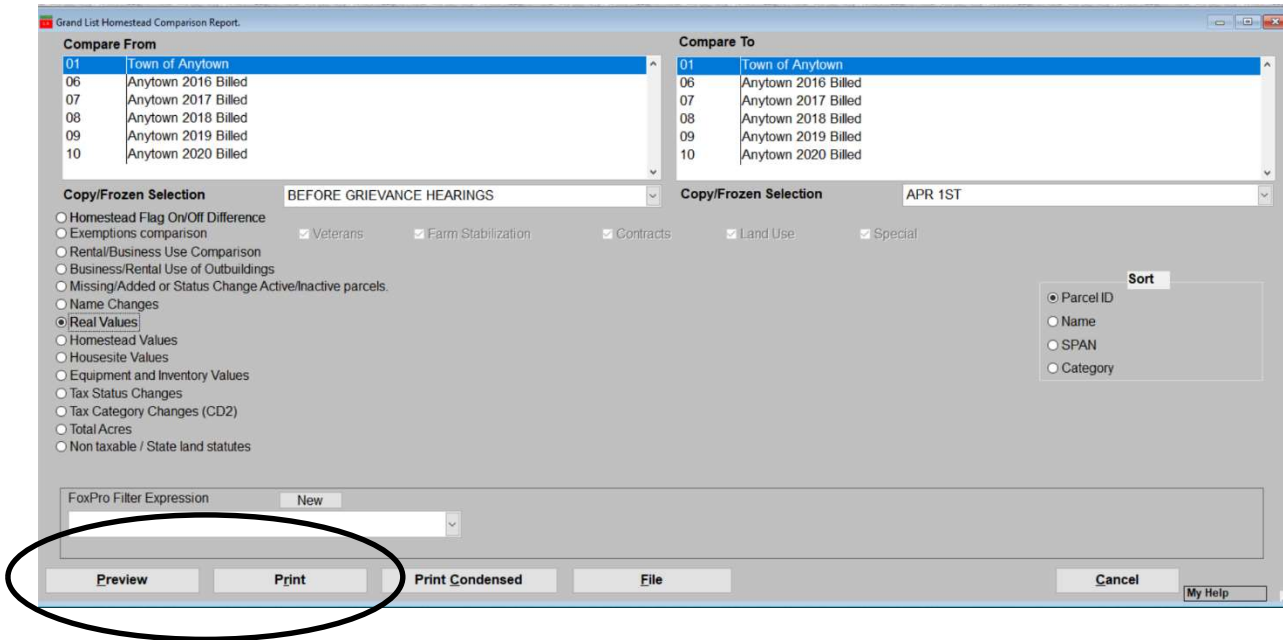 Grand List Homestead Comparison Report.
Compare From
01 Town of Anytown
06 Anytown 2016 Billed
07 Anytown 2017 Billed
08 Anytown 2018 Billed
09 Anytown 2019 Billed
10 Anytown 2020 Billed
Compare To
01 Town of Anytown
06 Anytown 2016 Billed
07 Anytown 2017 Billed
08 Anytown 2018 Billed
09 Anytown 2019 Billed
10 Anytown 2020 Billed
Copy/Frozen Selection BEFORE GRIEVANCE HEARINGS
Copy/Frozen Selection APR 1ST
Homestead Flag On/Off Difference
Exemptions comparison Veterans Farm Stabilization Contracts Land Use Special
Rental/Business Use Comparison
Business/Rental Use of Outbuildings
Missing/Added or Status Change Active/Inactive parcels.
Name Changes
Real Values
Homestead Values
Housesite Values
Equipment and Inventory Values
Tax Status Changes
Tax Category Changes (CD2)
Total Acres
Non taxable / State land statutes
Sort
Parcel ID
Name
SPAN
Category
FoxPro Filter Expression New
Preview Print Print Condensed File Cancel My Help